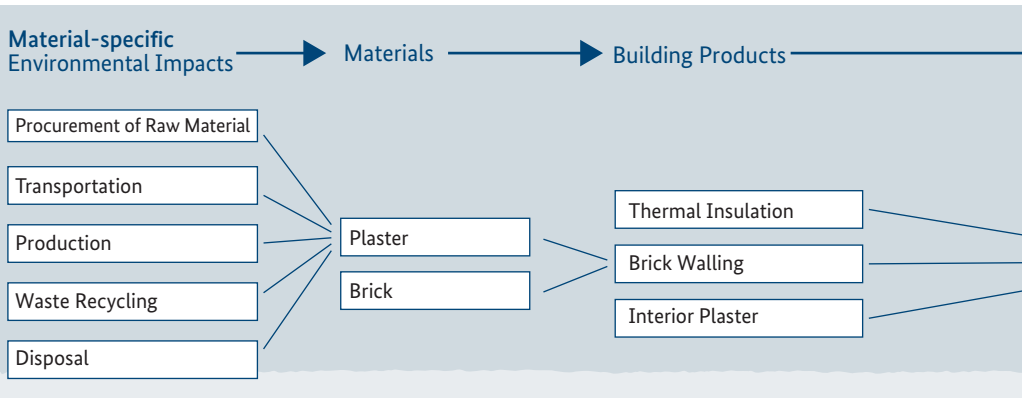 Material-specific
Environmental Impacts
Materials
Building Products
Procurement of Raw Material
Transportation
Production
Waste Recycling
Disposal
Plaster
Brick
Thermal Insulation
Brick Walling
Interior Plaster